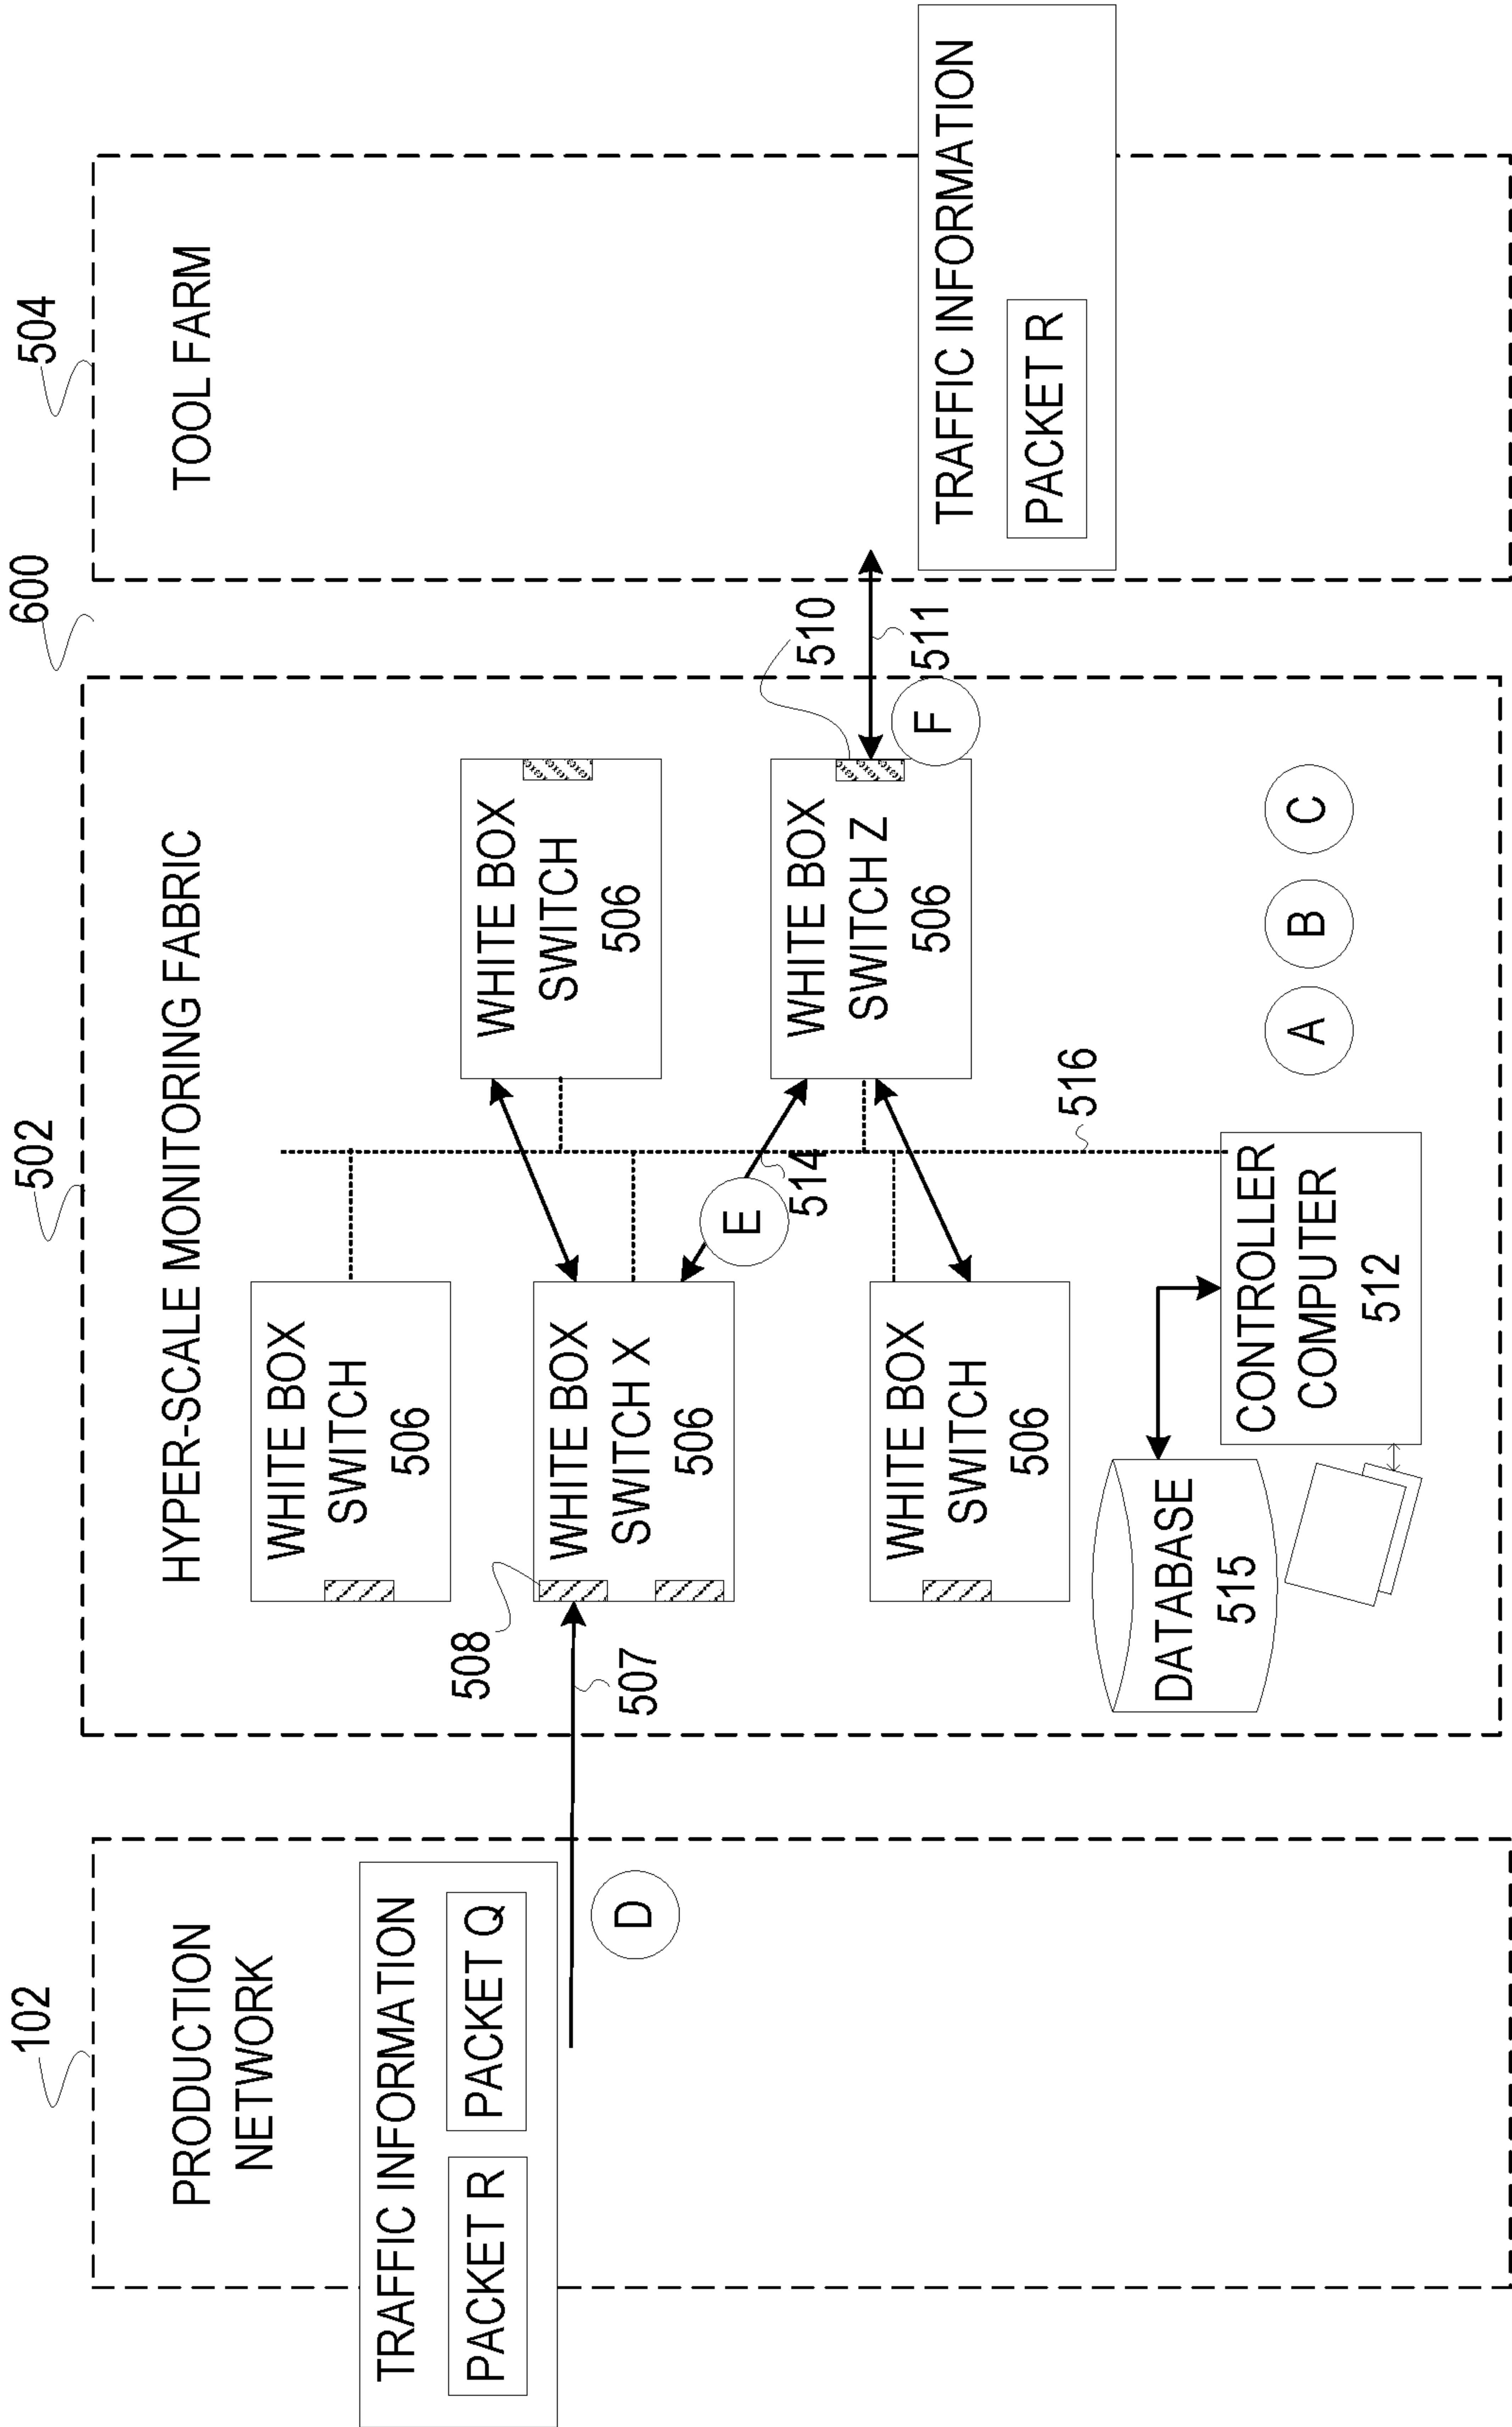 600
102
502
504
PRODUCTION
NETWORK
TRAFFIC INFORMATION
PACKET R
PACKET Q
D
507
508
HYPER-SCALE MONITORING FABRIC
WHITE BOX
SWITCH
506
WHITE BOX
SWITCH X
506
WHITE BOX
SWITCH
506
E
514
WHITE BOX
SWITCH
506
WHITE BOX
SWITCH Z
506
510
F
511
516
DATABASE
515
CONTROLLER
COMPUTER
512
A
B
C
TOOL FARM
TRAFFIC INFORMATION
PACKET R